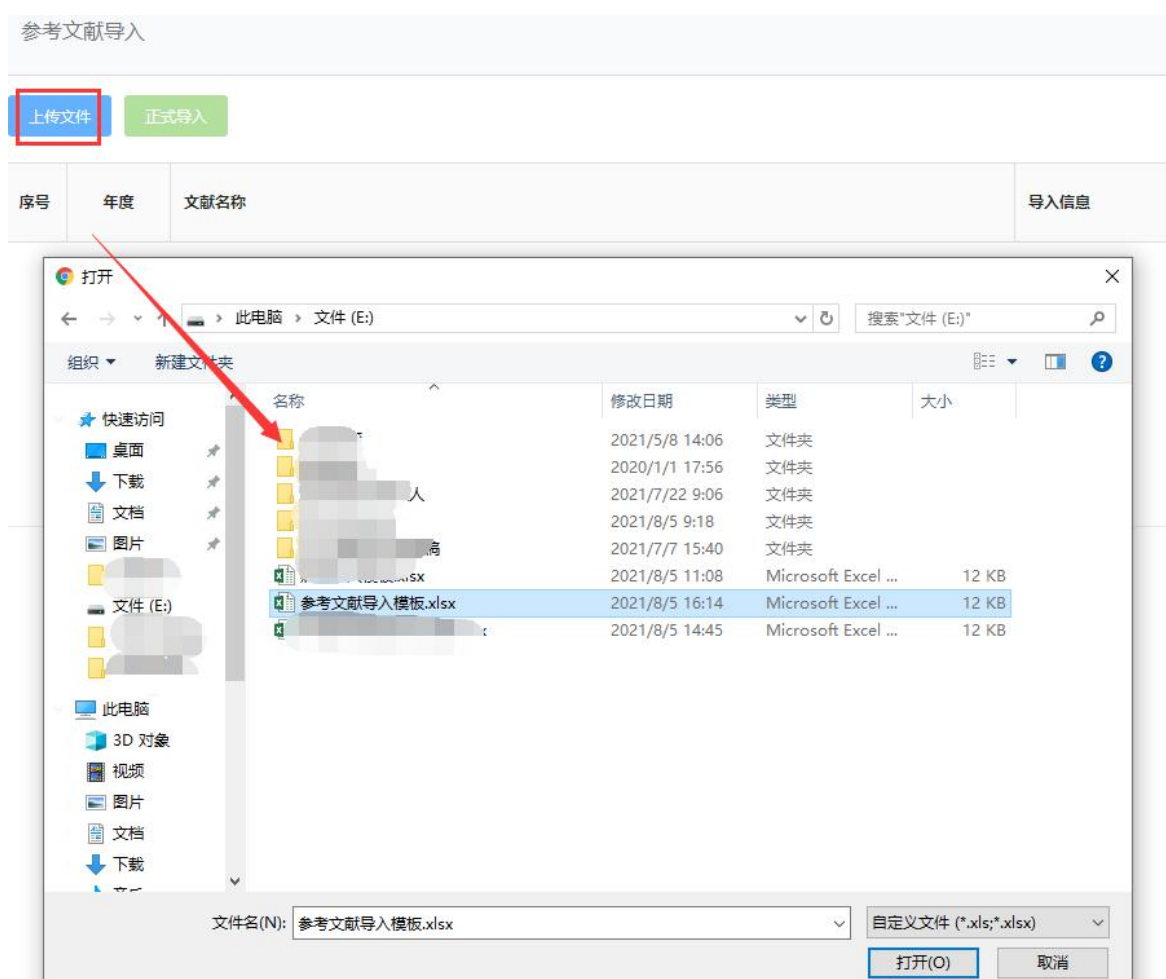 参考文献导入
上传文件 正式导入
序号 年度 文献名称 导入信息
打开
此电脑 › 文件 (E:) 搜索"文件 (E:)"
组织 新建文件夹
名称 修改日期 类型 大小
快速访问
桌面
下载
文档
图片
文件 (E:)
此电脑
3D 对象
视频
图片
文档
下载
2021/5/8 14:06 文件夹
2020/1/1 17:56 文件夹
人 2021/7/22 9:06 文件夹
2021/8/5 9:18 文件夹
2021/7/7 15:40 文件夹
2021/8/5 11:08 Microsoft Excel ... 12 KB
参考文献导入模板.xlsx 2021/8/5 16:14 Microsoft Excel ... 12 KB
2021/8/5 14:45 Microsoft Excel ... 12 KB
文件名(N): 参考文献导入模板.xlsx 自定义文件 (*.xls;*.xlsx)
打开(O) 取消